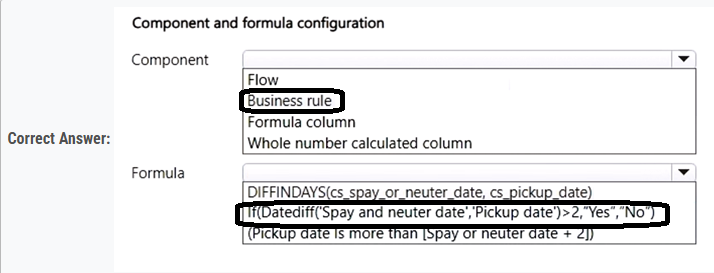 Component and formula configuration
Component
Flow
Business rule
Formula column
Whole number calculated column
Correct Answer:
Formula
DIFFINDAYS(cs_spay_or_neuter_date, cs_pickup_date)
If(Datediff('Spay and neuter date','Pickup date')>2,"Yes","No")
(Pickup date is more than [Spay or neuter date + 2])